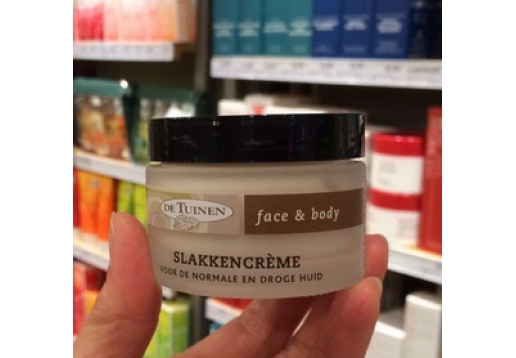 DE TUINEN
face & body
SLAKKENCRÈME
VOOR DE NORMALE EN DROGE HUID